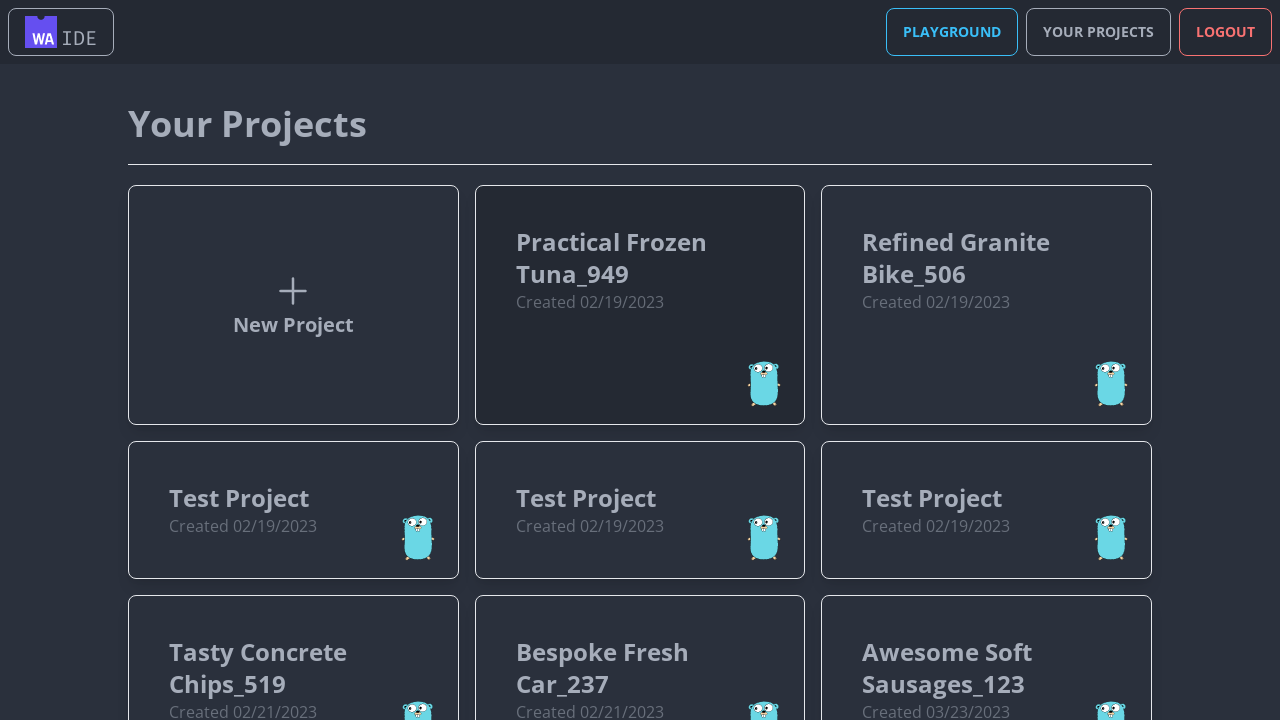 WA IDE
PLAYGROUND
YOUR PROJECTS
LOGOUT
Your Projects
New Project
Practical Frozen
Tuna_949
Created 02/19/2023
Refined Granite
Bike_506
Created 02/19/2023
Test Project
Created 02/19/2023
Test Project
Created 02/19/2023
Test Project
Created 02/19/2023
Tasty Concrete
Chips_519
Created 02/21/2023
Bespoke Fresh
Car_237
Created 02/21/2023
Awesome Soft
Sausages_123
Created 03/23/2023